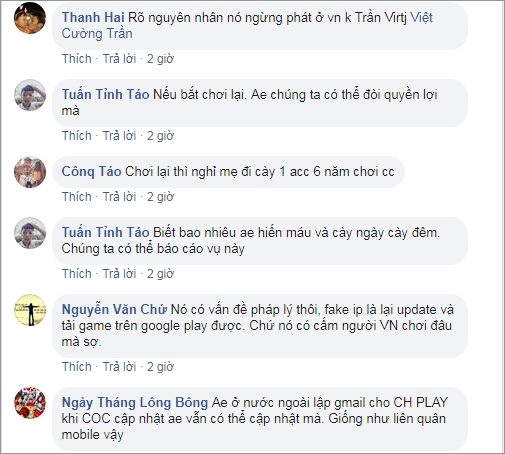 Thanh Hai Rõ nguyên nhân nó ngừng phát ở vn k Trần Virtj Việt
Cưởng Trần
Thích · Trả lời · 2 giờ
Tuấn Tỉnh Táo Nếu bắt chơi lại. Ae chúng ta có thể đòi quyền lợi
mà
Thích · Trả lời · 2 giờ
Cônq Táo Chơi lại thì nghỉ mẹ đi cày 1 acc 6 năm chơi cc
Thích · Trả lời · 2 giờ
Tuấn Tỉnh Táo Biết bao nhiêu ae hiến máu và cày ngày cày đêm.
Chúng ta có thể báo cáo vụ này
Thích · Trả lời · 2 giờ
Nguyễn Văn Chứ Nó có vấn đề pháp lý thôi, fake ip là lại update và
tải game trên google play được. Chứ nó có cấm người VN chơi đâu
mà sợ.
Thích · Trả lời · 2 giờ
Ngày Tháng Lông Bông Ae ở nước ngoài lập gmail cho CH PLAY
khi COC cập nhật ae vẫn có thể cập nhật mà. Giống như liên quân
mobile vậy